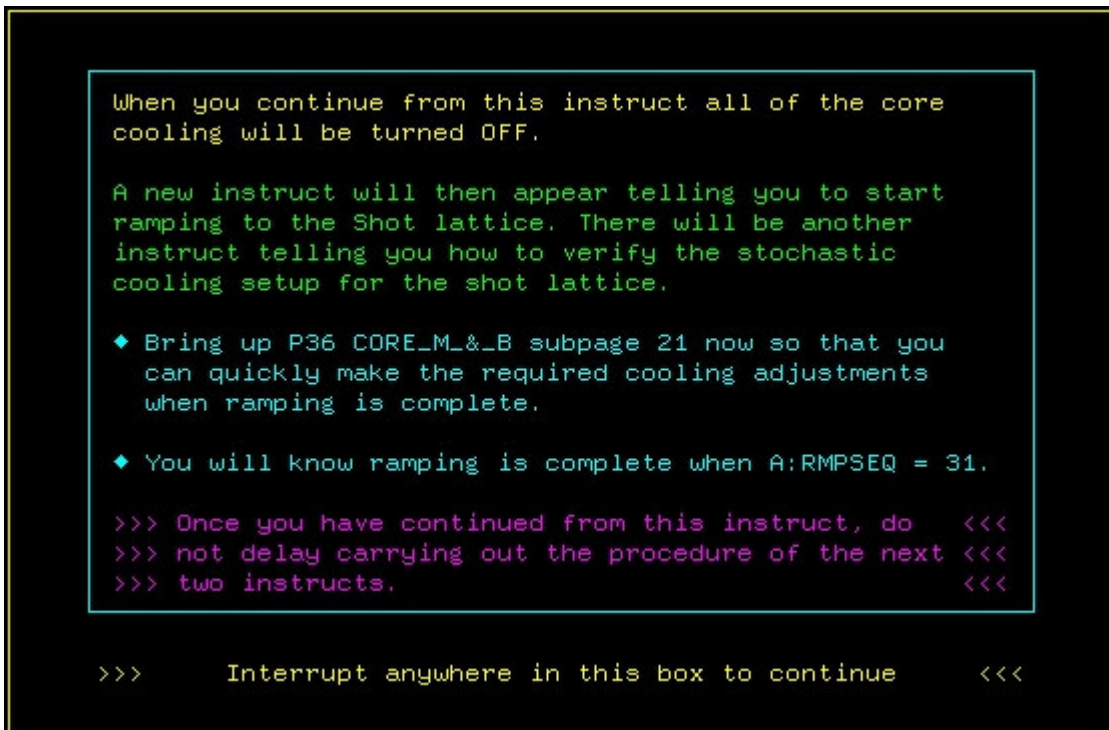 When you continue from this instruct all of the core
cooling will be turned OFF.
A new instruct will then appear telling you to start
ramping to the Shot lattice. There will be another
instruct telling you how to verify the stochastic
cooling setup for the shot lattice.
◆ Bring up P36 CORE_M_&_B subpage 21 now so that you
can quickly make the required cooling adjustments
when ramping is complete.
◆ You will know ramping is complete when A:RMPSEQ = 31.
>>> Once you have continued from this instruct, do <<<
>>> not delay carrying out the procedure of the next <<<
>>> two instructs. <<<
>>> Interrupt anywhere in this box to continue <<<